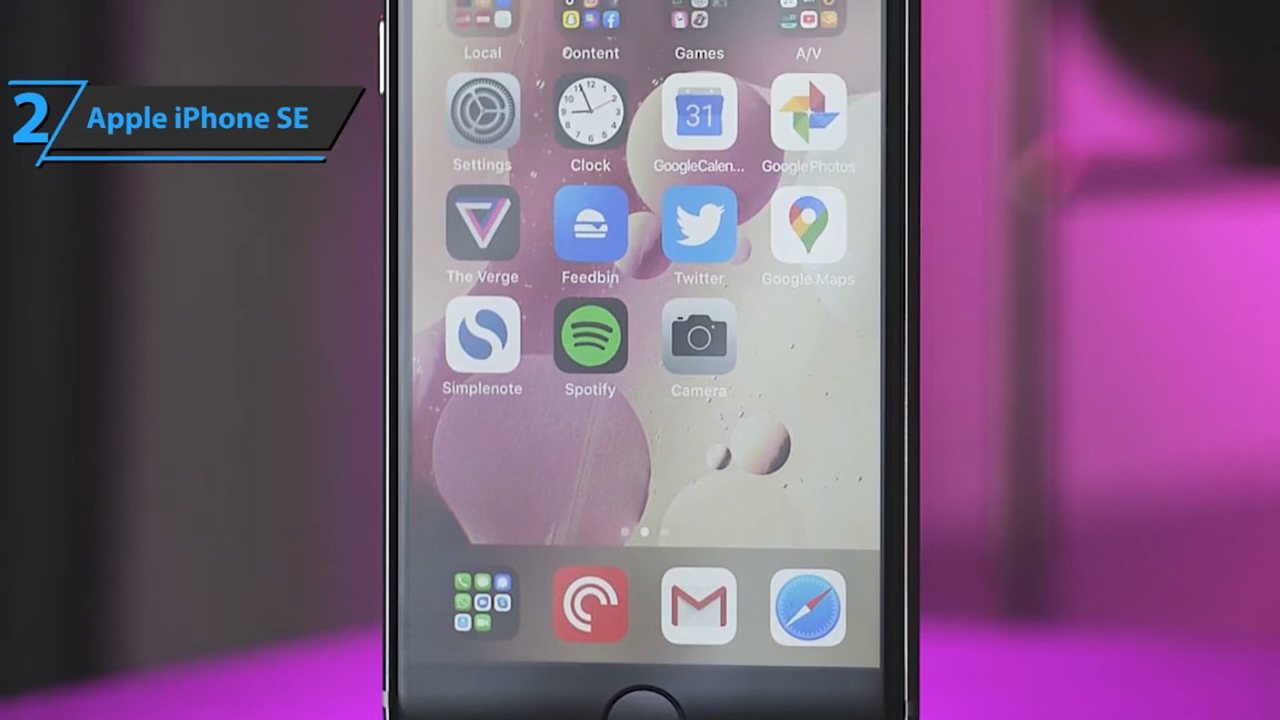 2 Apple iPhone SE
Local Content Games A/V
12
Settings Clock GoogleCalen... GooglePhotos
31
The Verge Feedbin Twitter Google Maps
Simplenote Spotify Camera